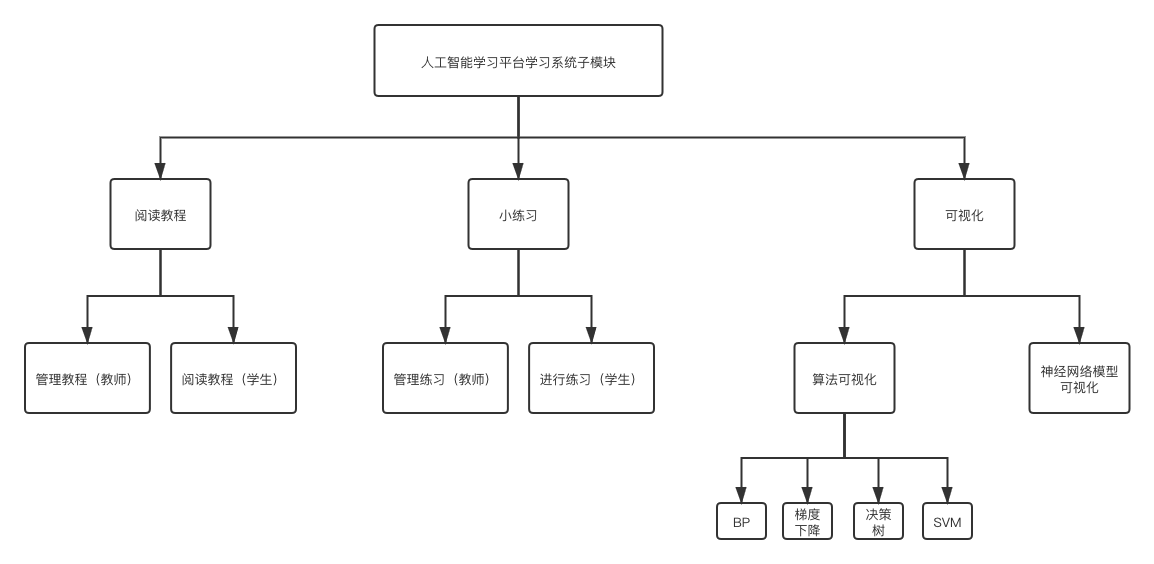 人工智能学习平台学习系统子模块
阅读教程
小练习
可视化
管理教程（教师）
阅读教程（学生）
管理练习（教师）
进行练习（学生）
算法可视化
神经网络模型
可视化
BP
梯度
下降
决策
树
SVM